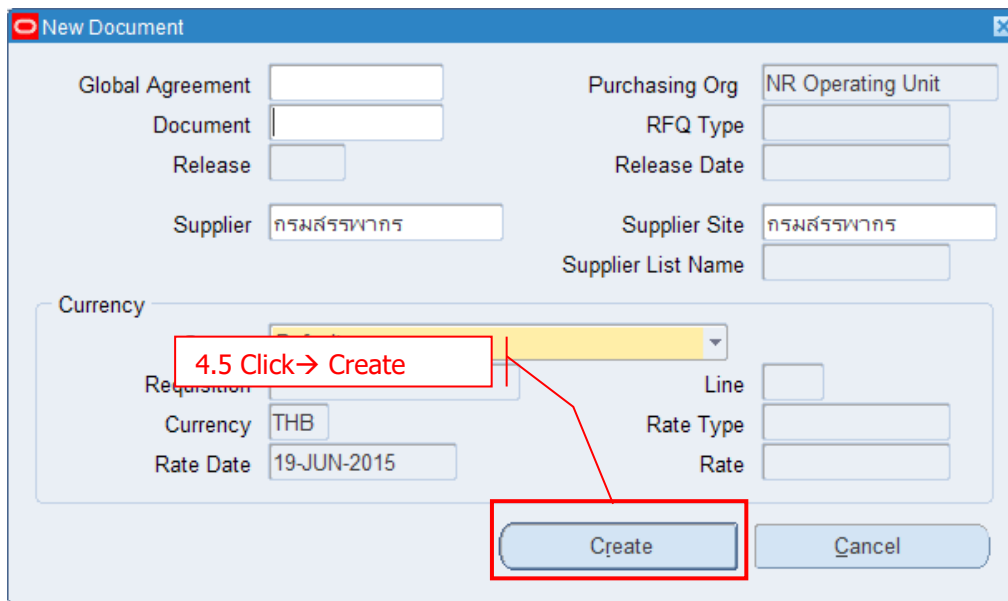 New Document
Global Agreement
Purchasing Org NR Operating Unit
Document
RFQ Type
Release
Release Date
Supplier กรมสรรพากร
Supplier Site กรมสรรพากร
Supplier List Name
Currency
4.5 Click→ Create
Requisition
Line
Currency THB
Rate Type
Rate Date 19-JUN-2015
Rate
Create
Cancel